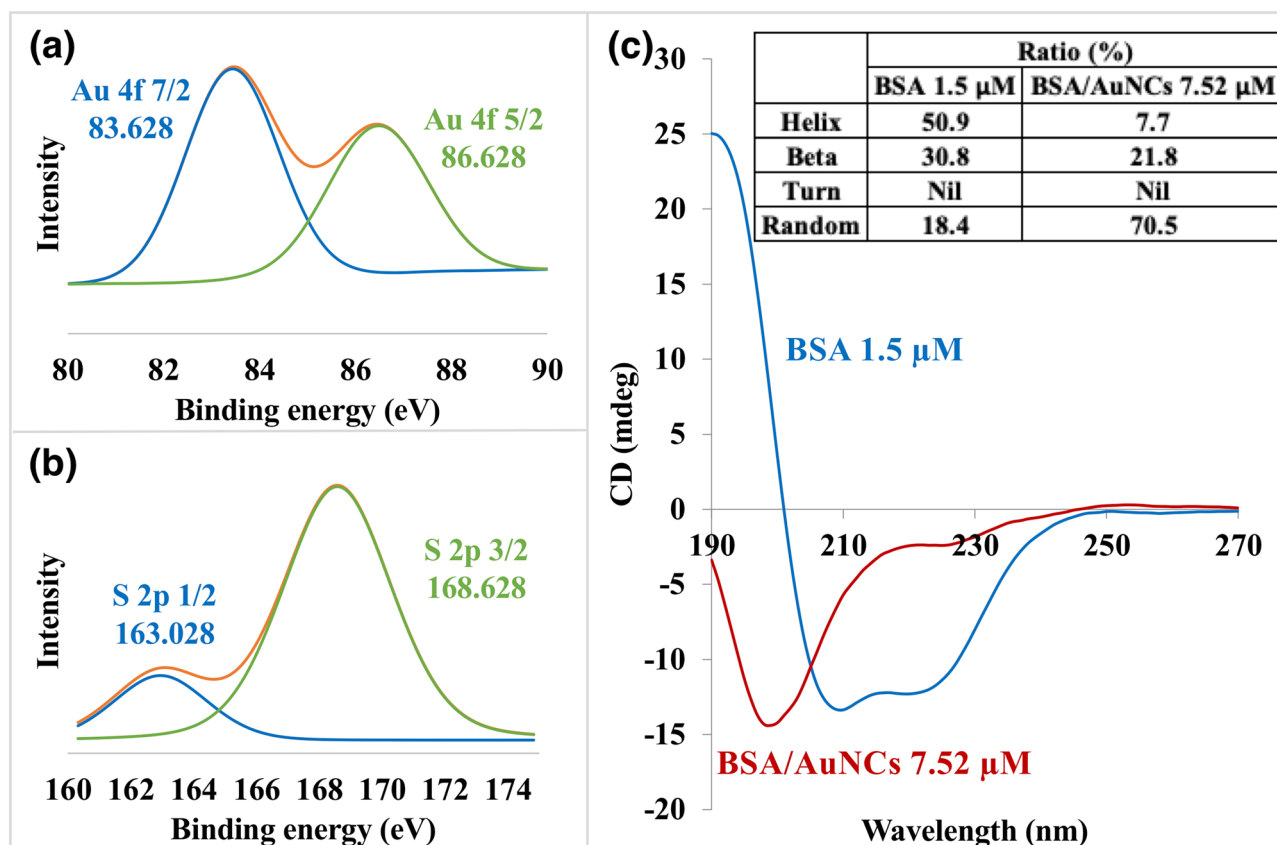 (a)
Au 4f 7/2
83.628
Au 4f 5/2
86.628
Intensity
80 82 84 86 88 90
Binding energy (eV)
(b)
S 2p 1/2
163.028
S 2p 3/2
168.628
Intensity
160 162 164 166 168 170 172 174
Binding energy (eV)
(c)
Ratio (%)
BSA 1.5 μM BSA/AuNCs 7.52 μM
Helix 50.9 7.7
Beta 30.8 21.8
Turn Nil Nil
Random 18.4 70.5
30
25
20
15
10
5
0
-5
-10
-15
-20
CD (mdeg)
BSA 1.5 μM
190 210 230 250 270
BSA/AuNCs 7.52 μM
Wavelength (nm)